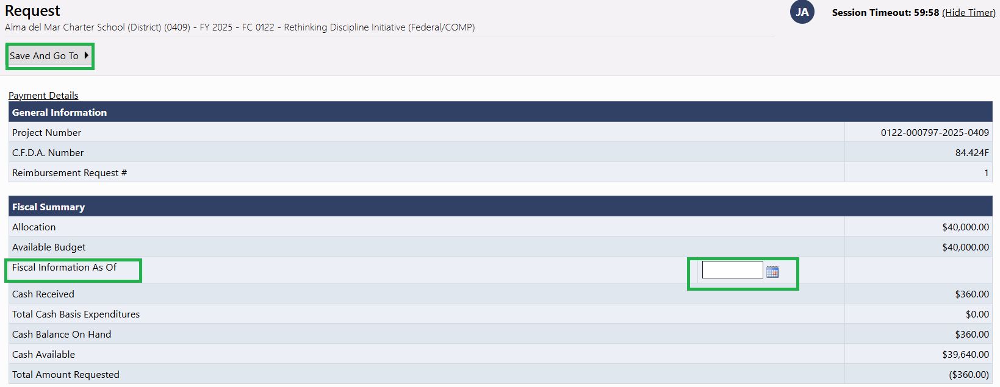 Request
JA
Session Timeout: 59:58 (Hide Timer)
Alma del Mar Charter School (District) (0409) - FY 2025 - FC 0122 - Rethinking Discipline Initiative (Federal/COMP)
Save And Go To
Payment Details
General Information
Project Number 0122-000797-2025-0409
C.F.D.A. Number 84.424F
Reimbursement Request # 1
Fiscal Summary
Allocation $40,000.00
Available Budget $40,000.00
Fiscal Information As Of
Cash Received $360.00
Total Cash Basis Expenditures $0.00
Cash Balance On Hand $360.00
Cash Available $39,640.00
Total Amount Requested ($360.00)